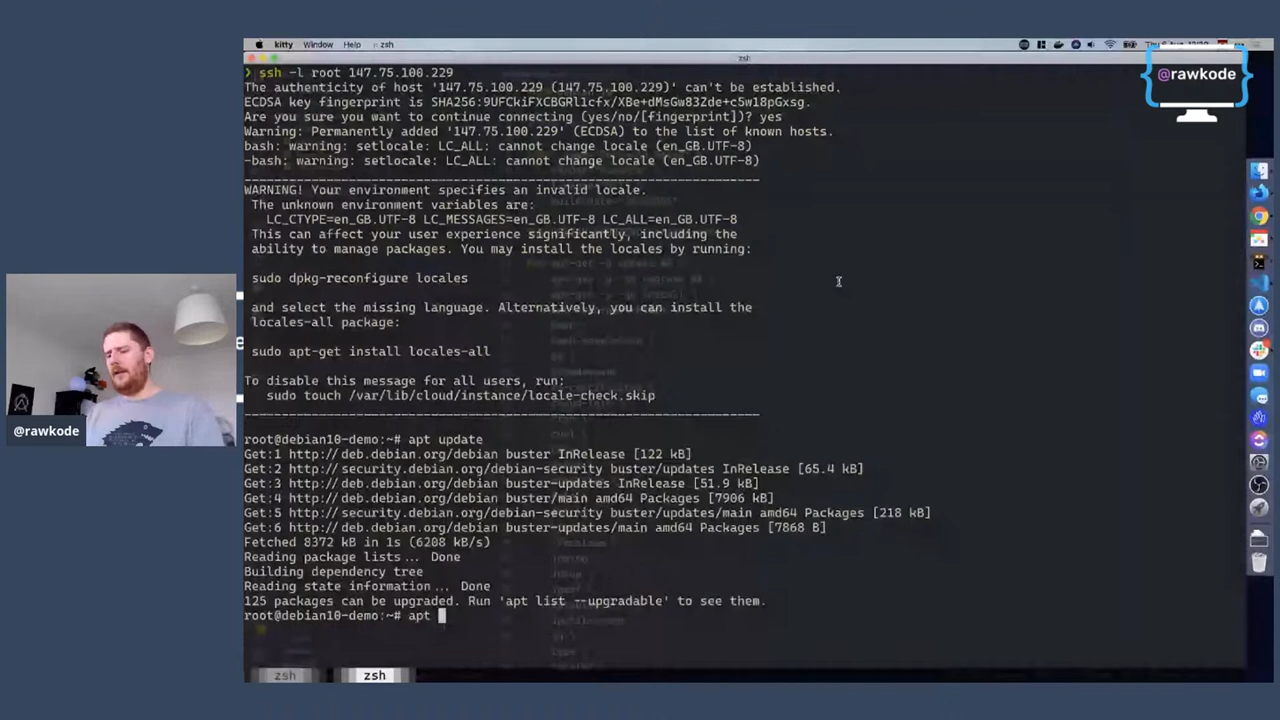 kitty Window Help zsh
zsh
@rawkode
❯ ssh -l root 147.75.100.229
The authenticity of host '147.75.100.229 (147.75.100.229)' can't be established.
ECDSA key fingerprint is SHA256:9UFCkiFXCBGRl1cfx/XBe+dMsGw83Zde+c5w18pGxsg.
Are you sure you want to continue connecting (yes/no/[fingerprint])? yes
Warning: Permanently added '147.75.100.229' (ECDSA) to the list of known hosts.
bash: warning: setlocale: LC_ALL: cannot change locale (en_GB.UTF-8)
-bash: warning: setlocale: LC_ALL: cannot change locale (en_GB.UTF-8)
WARNING! Your environment specifies an invalid locale.
The unknown environment variables are:
LC_CTYPE=en_GB.UTF-8 LC_MESSAGES=en_GB.UTF-8 LC_ALL=en_GB.UTF-8
This can affect your user experience significantly, including the
ability to manage packages. You may install the locales by running:
sudo dpkg-reconfigure locales
and select the missing language. Alternatively, you can install the
locales-all package:
sudo apt-get install locales-all
To disable this message for all users, run:
sudo touch /var/lib/cloud/instance/locale-check.skip
root@debian10-demo:~# apt update
Get:1 http://deb.debian.org/debian buster InRelease [122 kB]
Get:2 http://security.debian.org/debian-security buster/updates InRelease [65.4 kB]
Get:3 http://deb.debian.org/debian buster-updates InRelease [51.9 kB]
Get:4 http://deb.debian.org/debian buster/main amd64 Packages [7906 kB]
Get:5 http://security.debian.org/debian-security buster/updates/main amd64 Packages [218 kB]
Get:6 http://deb.debian.org/debian buster-updates/main amd64 Packages [7868 B]
Fetched 8372 kB in 1s (6208 kB/s)
Reading package lists... Done
Building dependency tree
Reading state information... Done
125 packages can be upgraded. Run 'apt list --upgradable' to see them.
root@debian10-demo:~# apt
@rawkode
zsh
zsh